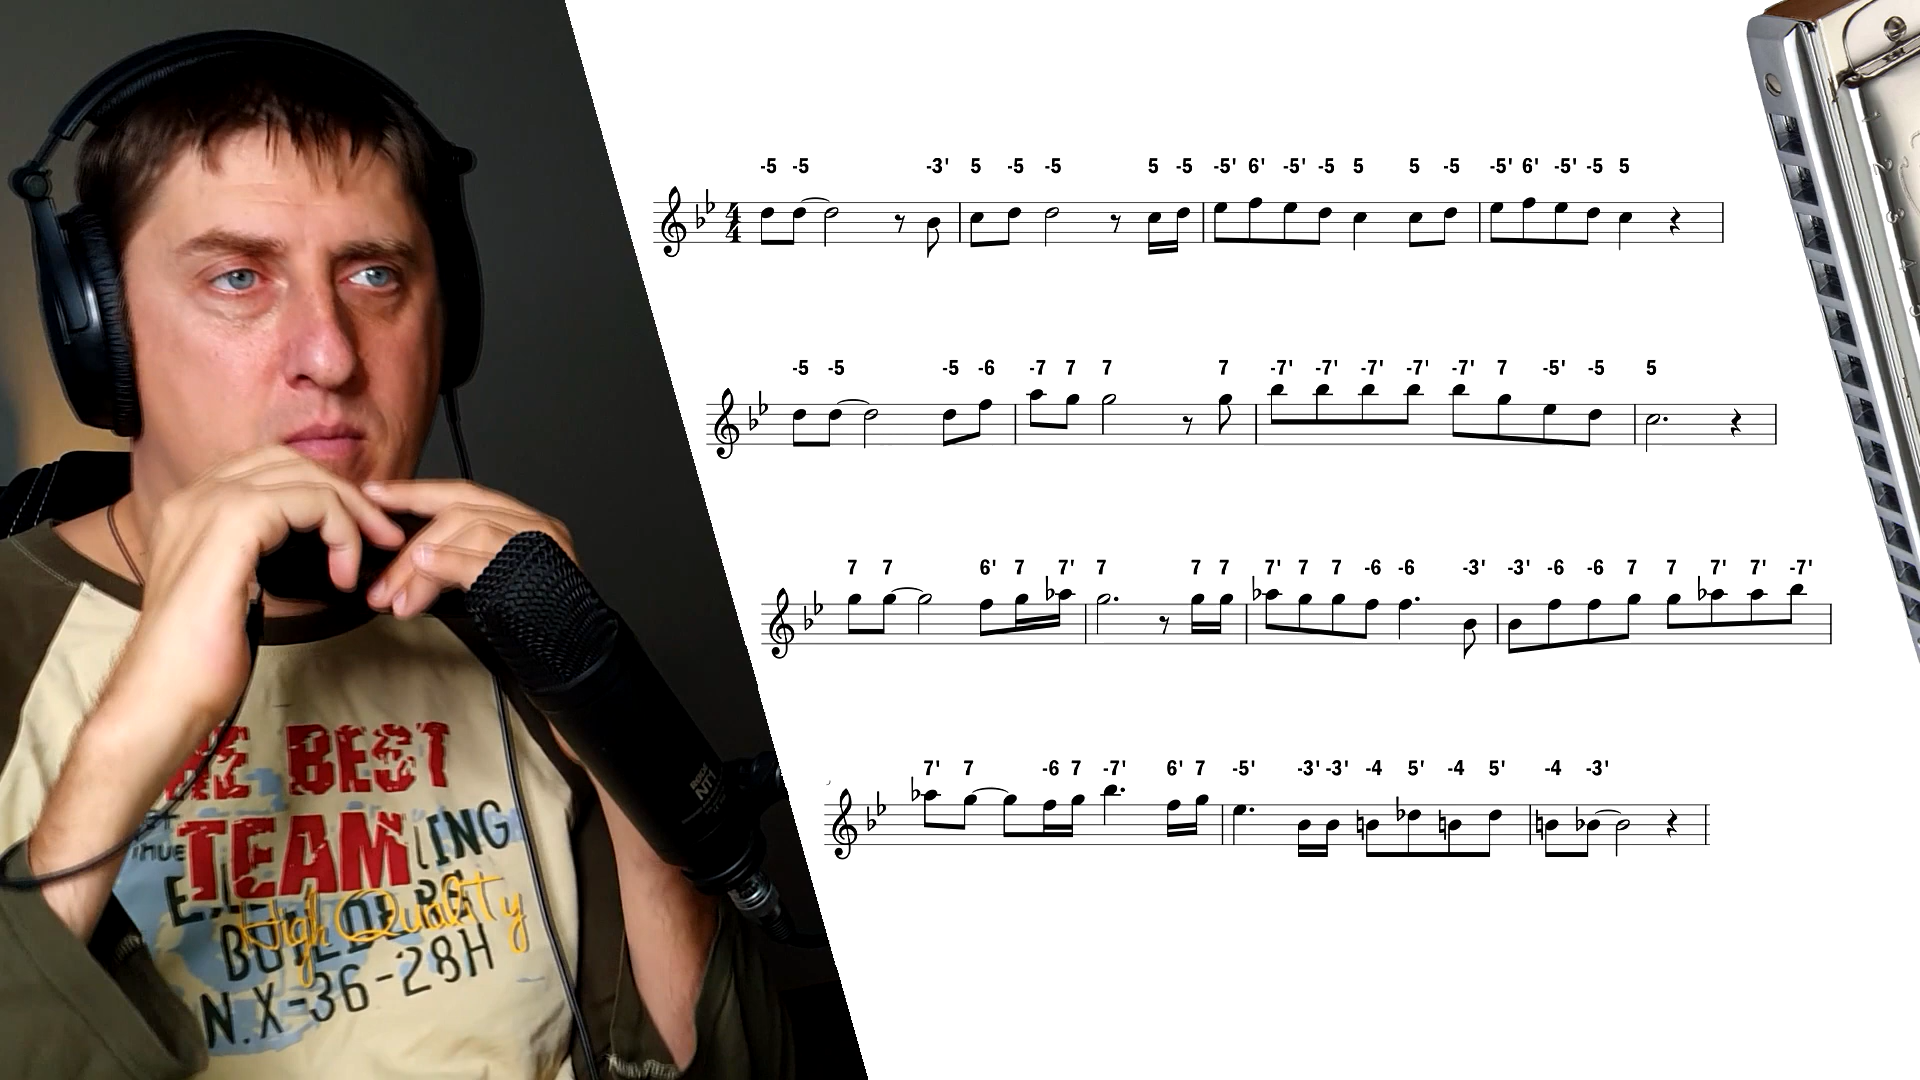 -5 -5 -3' 5 -5 -5 5 -5 -5' 6' -5' -5 5 5 -5 -5' 6' -5' -5 5
4
4
-5 -5 -5 -6 -7 7 7 7 -7' -7' -7' -7' -7' 7 -5' -5 5
7 7 6' 7 7' 7 7 7 7' 7 7 -6 -6 -3' -3' -6 -6 7 7 7' 7' -7'
7' 7 -6 7 -7' 6' 7 -5' -3' -3' -4 5' -4 5' -4 -3'
BEST
TEAM
High Quality
N.X-36-28H
RODE
NT1